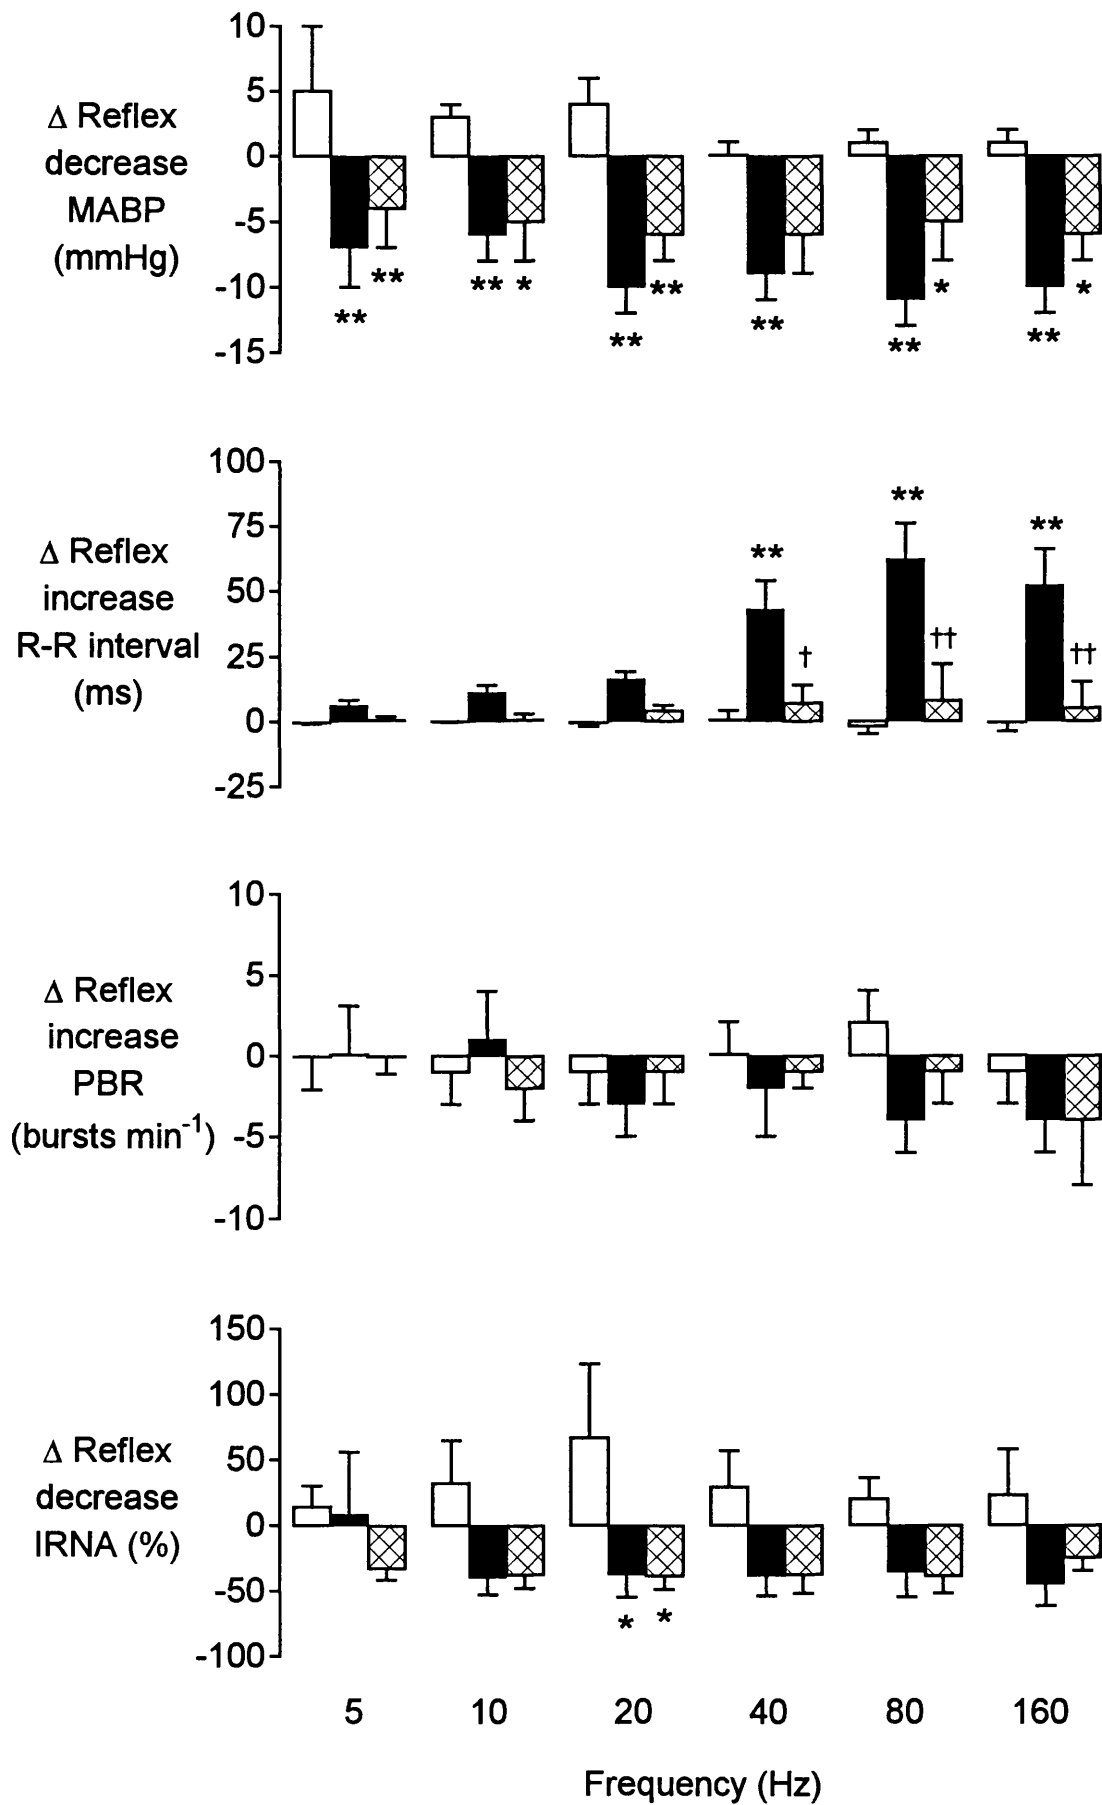 10
5
0
-5
-10
-15
Δ Reflex
decrease
MABP
(mmHg)
** ** ** * ** ** ** ** * ** *
100
75
50
25
0
-25
Δ Reflex
increase
R-R interval
(ms)
** † ** †† ** ††
10
5
0
-5
-10
Δ Reflex
increase
PBR
(bursts min⁻¹)
150
100
50
0
-50
-100
Δ Reflex
decrease
IRNA (%)
* *
5 10 20 40 80 160
Frequency (Hz)